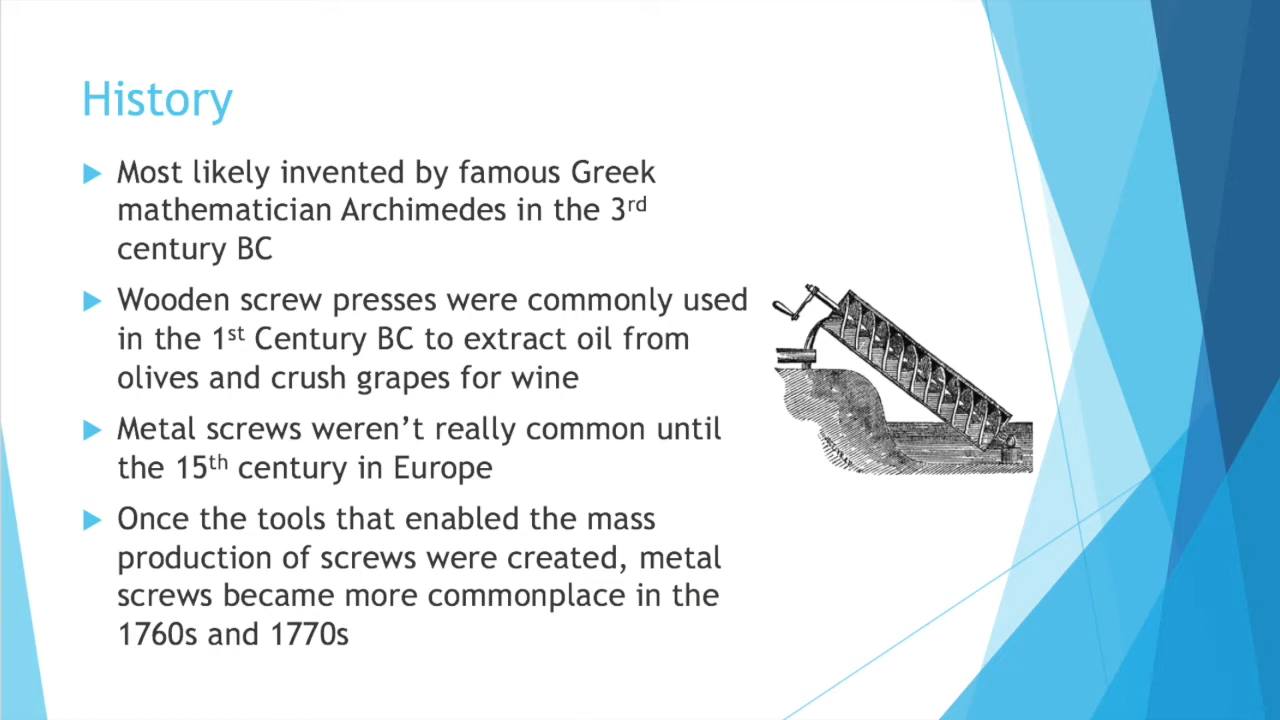 History
Most likely invented by famous Greek
mathematician Archimedes in the 3rd
century BC
Wooden screw presses were commonly used
in the 1st Century BC to extract oil from
olives and crush grapes for wine
Metal screws weren’t really common until
the 15th century in Europe
Once the tools that enabled the mass
production of screws were created, metal
screws became more commonplace in the
1760s and 1770s